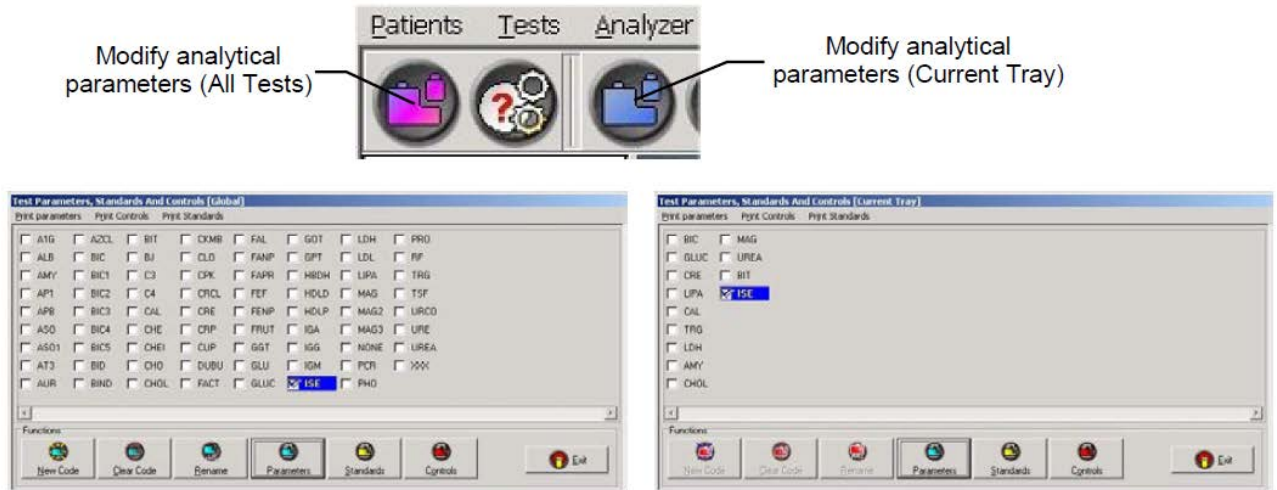 Patients Tests Analyzer
Modify analytical
parameters (All Tests)
Modify analytical
parameters (Current Tray)
Test Parameters, Standards And Controls [Global]
Print parameters Print Controls Print Standards
A1G AZCL BIT CKMB FAL GOT LDH PRO
ALB BIC BJ CLO FANP GPT LDL RF
AMY BIC1 C3 CPK FAPR HBDH LIPA TRG
AP1 BIC2 C4 CRCL FEF HDLD MAG TSF
APB BIC3 CAL CRE FENP HDLP MAG2 URCO
ASO BIC4 CHE CRP FRUT IGA MAG3 URE
ASO1 BIC5 CHEI CUP GGT IGG NONE UREA
AT3 BID CHO DUBU GLU IGM PCR XXX
AUR BIND CHOL FACT GLUC ISE PHO
Functions
New Code Clear Code Rename Parameters Standards Controls Exit
Test Parameters, Standards And Controls [Current Tray]
Print parameters Print Controls Print Standards
BIC MAG
GLUC UREA
CRE BIT
LIPA ISE
CAL
TRG
LDH
AMY
CHOL
Functions
New Code Clear Code Rename Parameters Standards Controls Exit